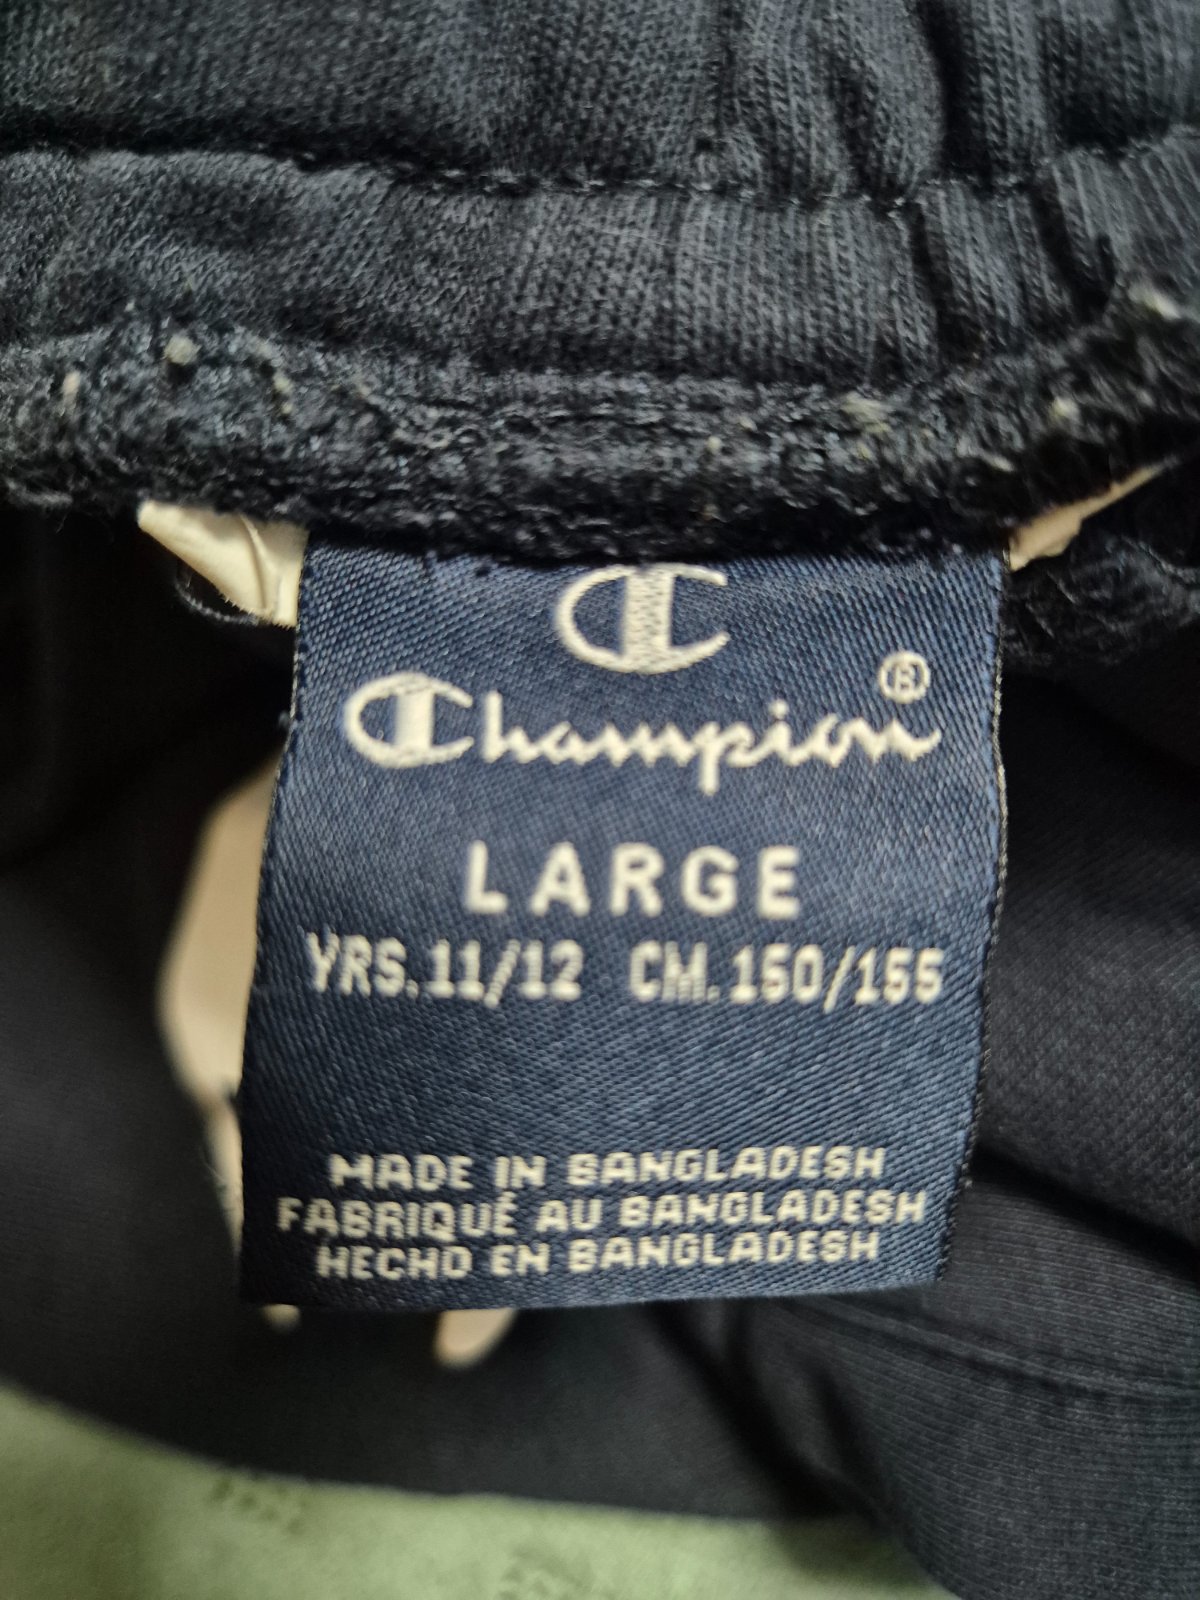 Champion®
LARGE
YRS.11/12 CM.150/155
MADE IN BANGLADESH
FABRIQUÉ AU BANGLADESH
HECHO EN BANGLADESH